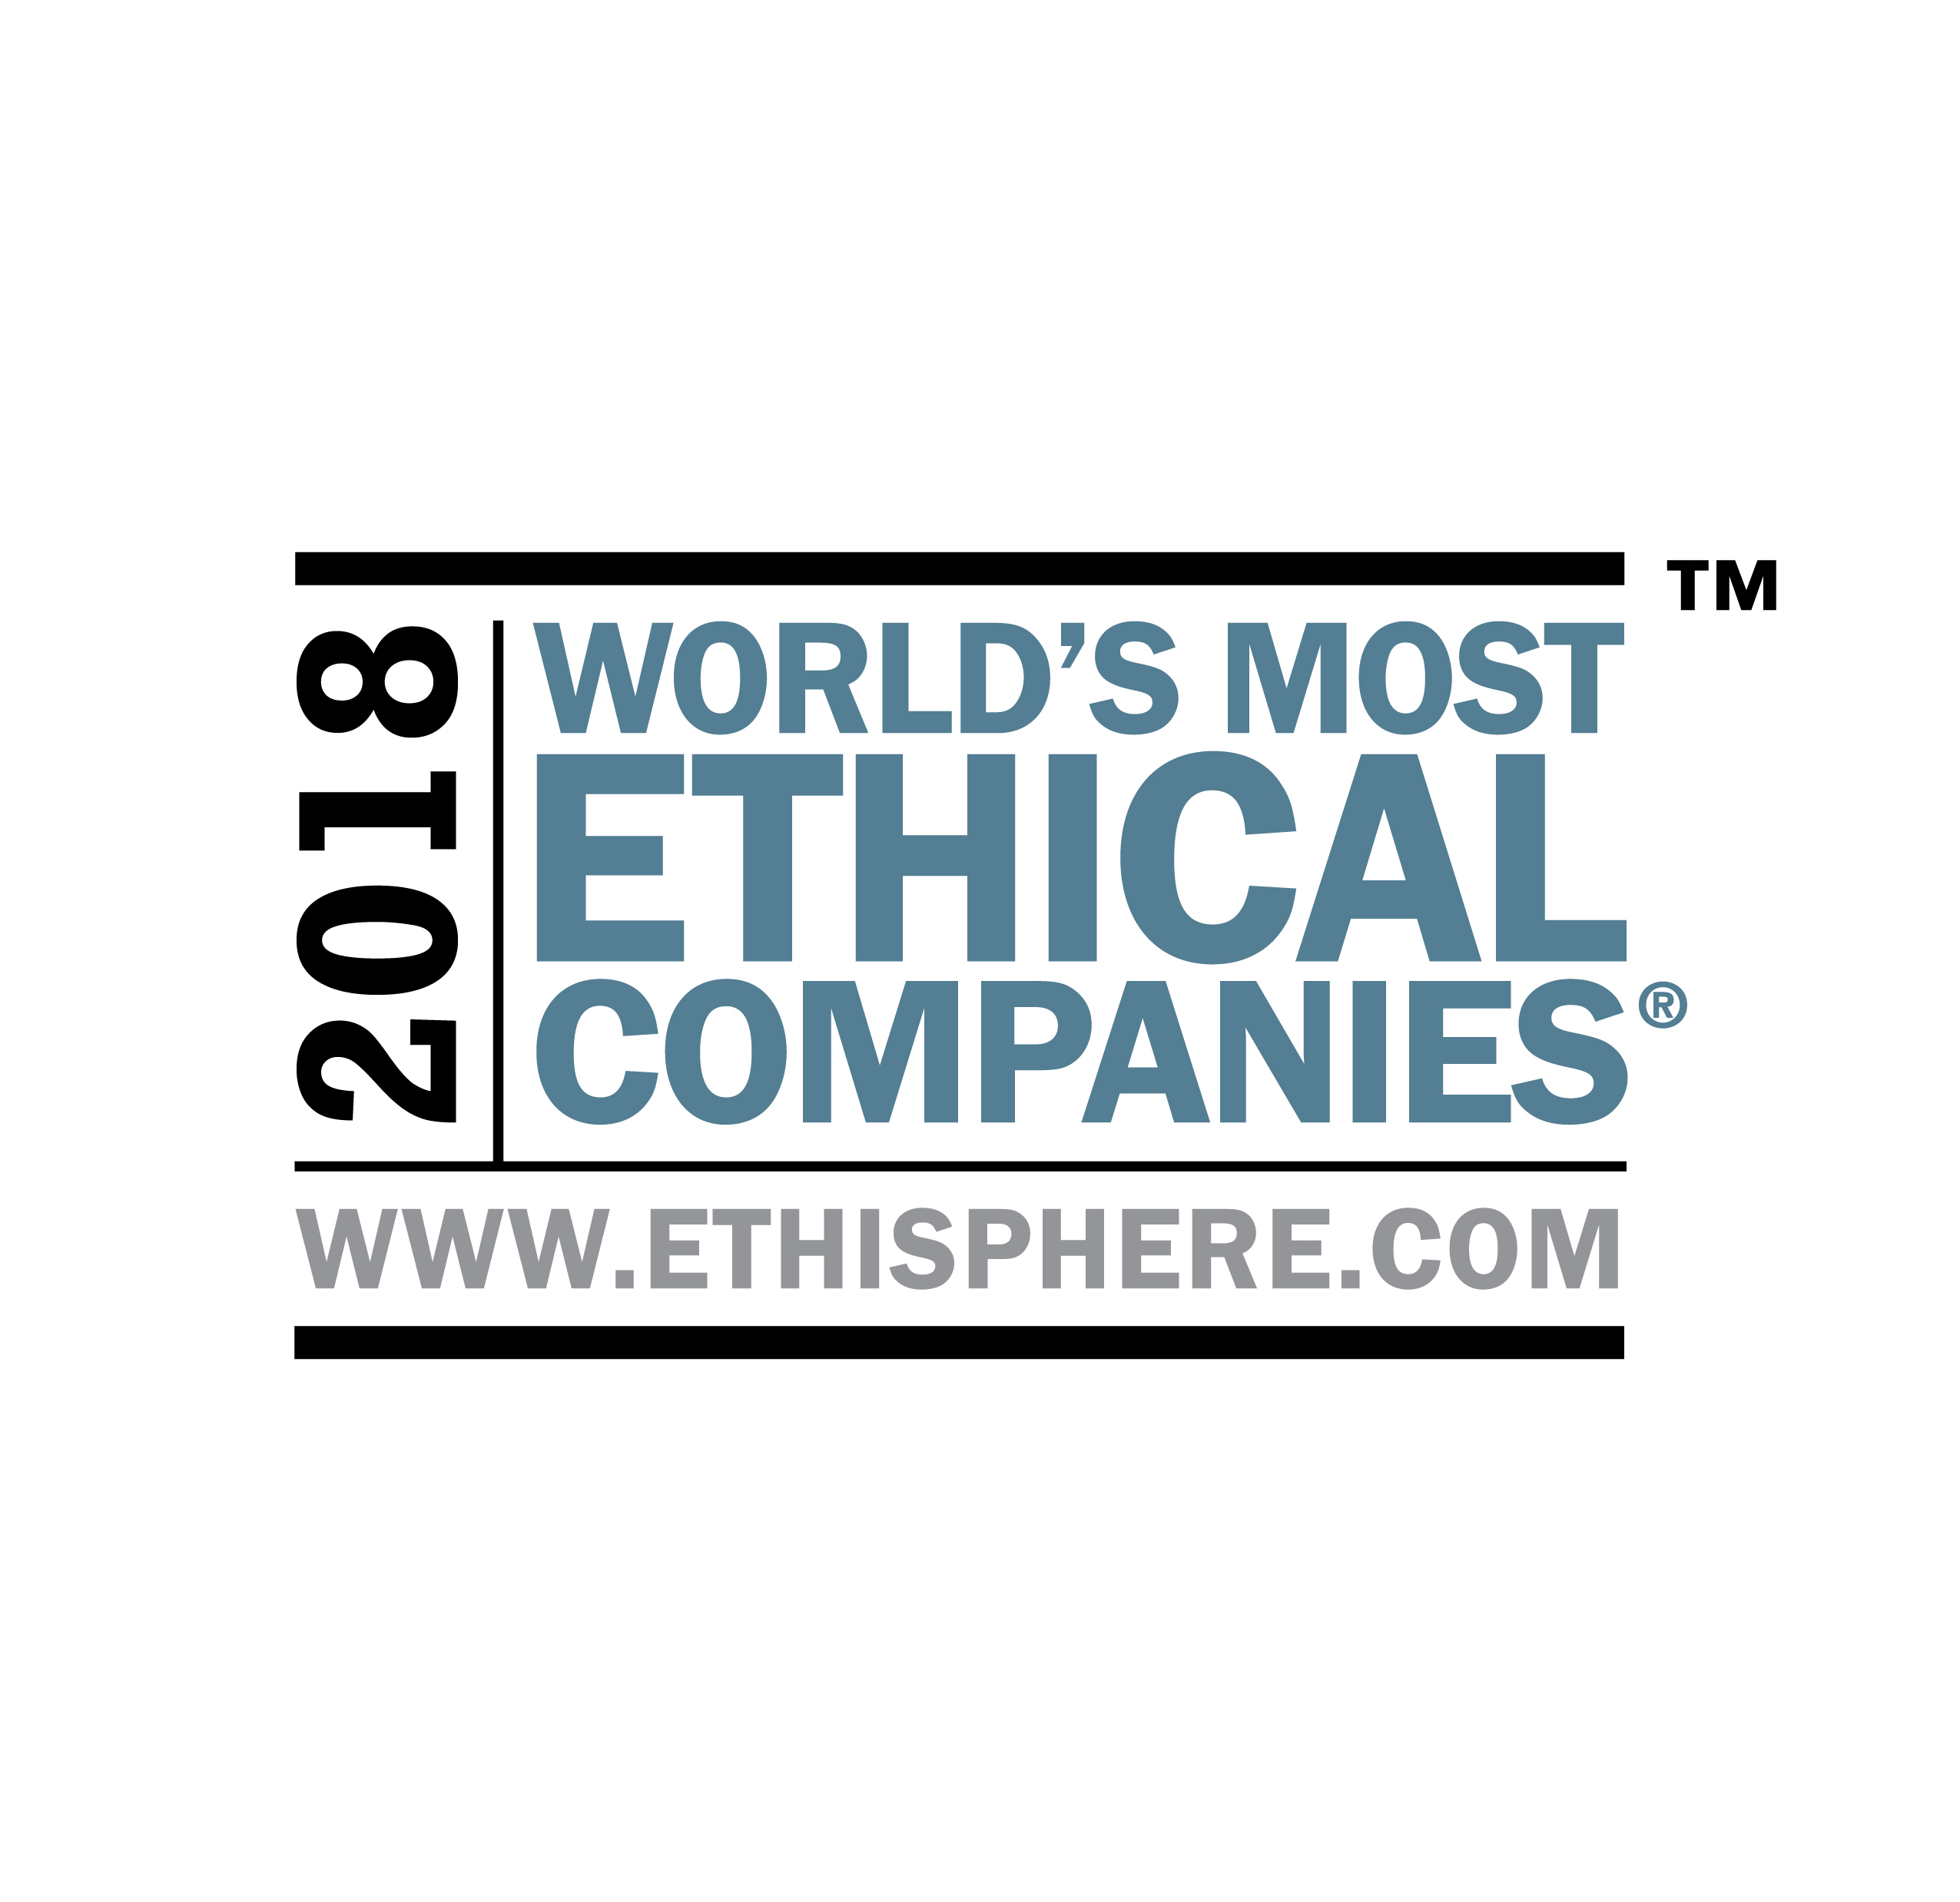 2018
WORLD'S MOST
ETHICAL
COMPANIES®
WWW.ETHISPHERE.COM
™